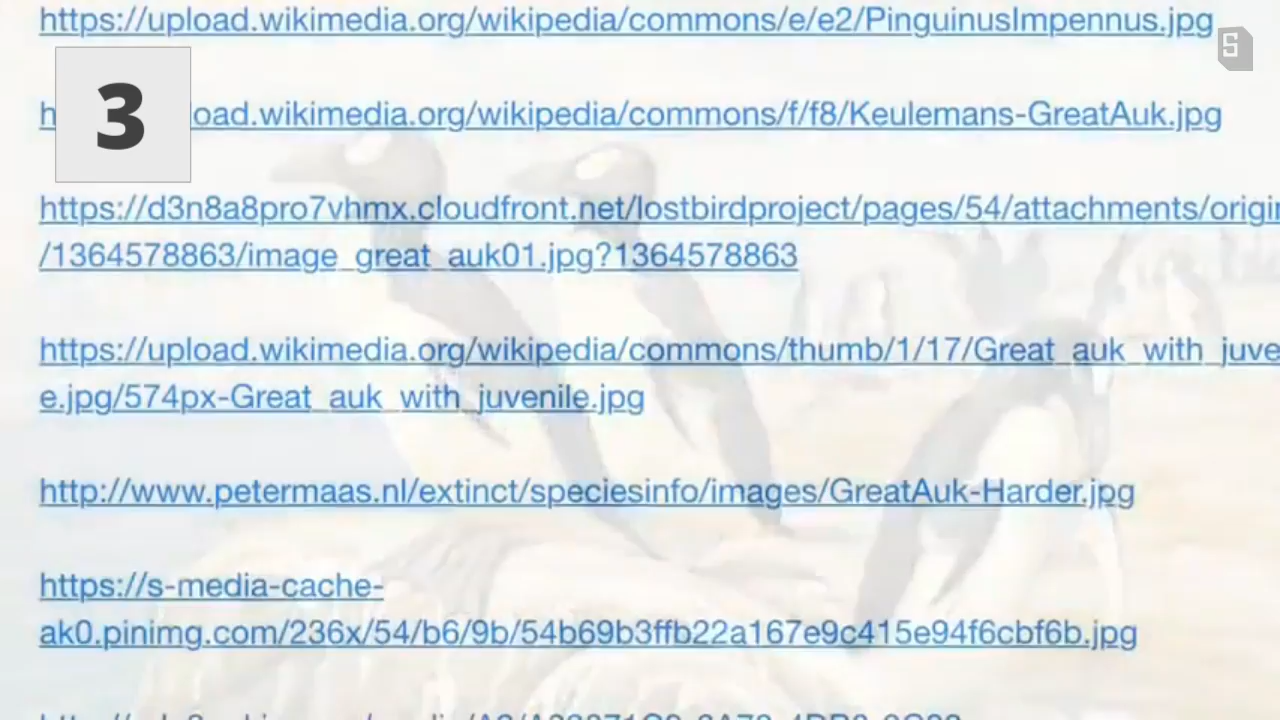 https://upload.wikimedia.org/wikipedia/commons/e/e2/PinguinusImpennus.jpg
S
3
oad.wikimedia.org/wikipedia/commons/f/f8/Keulemans-GreatAuk.jpg
https://d3n8a8pro7vhmx.cloudfront.net/lostbirdproject/pages/54/attachments/origin
/1364578863/image_great_auk01.jpg?1364578863
https://upload.wikimedia.org/wikipedia/commons/thumb/1/17/Great_auk_with_juve
e.jpg/574px-Great_auk_with_juvenile.jpg
http://www.petermaas.nl/extinct/speciesinfo/images/GreatAuk-Harder.jpg
https://s-media-cache-
ak0.pinimg.com/236x/54/b6/9b/54b69b3ffb22a167e9c415e94f6cbf6b.jpg